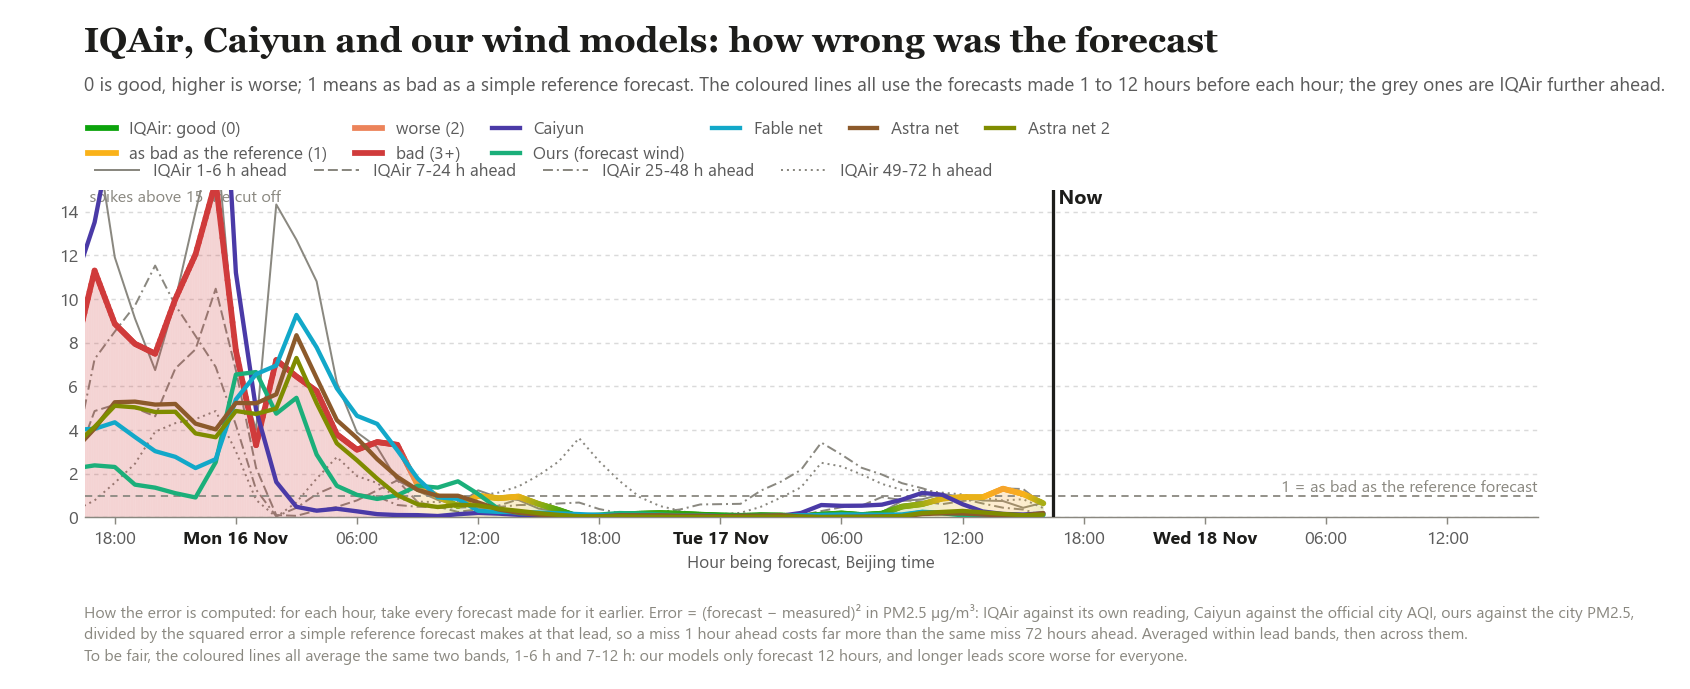 IQAir, Caiyun and our wind models: how wrong was the forecast
0 is good, higher is worse; 1 means as bad as a simple reference forecast. The coloured lines all use the forecasts made 1 to 12 hours before each hour; the grey ones are IQAir further ahead.
IQAir: good (0) worse (2) Caiyun Fable net Astra net Astra net 2
as bad as the reference (1) bad (3+) Ours (forecast wind)
IQAir 1-6 h ahead IQAir 7-24 h ahead IQAir 25-48 h ahead IQAir 49-72 h ahead
spikes above 15 cut off
Now
14
12
10
8
6
4
2
0
1 = as bad as the reference forecast
18:00 Mon 16 Nov 06:00 12:00 18:00 Tue 17 Nov 06:00 12:00 18:00 Wed 18 Nov 06:00 12:00
Hour being forecast, Beijing time
How the error is computed: for each hour, take every forecast made for it earlier. Error = (forecast − measured)² in PM2.5 µg/m³: IQAir against its own reading, Caiyun against the official city AQI, ours against the city PM2.5,
divided by the squared error a simple reference forecast makes at that lead, so a miss 1 hour ahead costs far more than the same miss 72 hours ahead. Averaged within lead bands, then across them.
To be fair, the coloured lines all average the same two bands, 1-6 h and 7-12 h: our models only forecast 12 hours, and longer leads score worse for everyone.